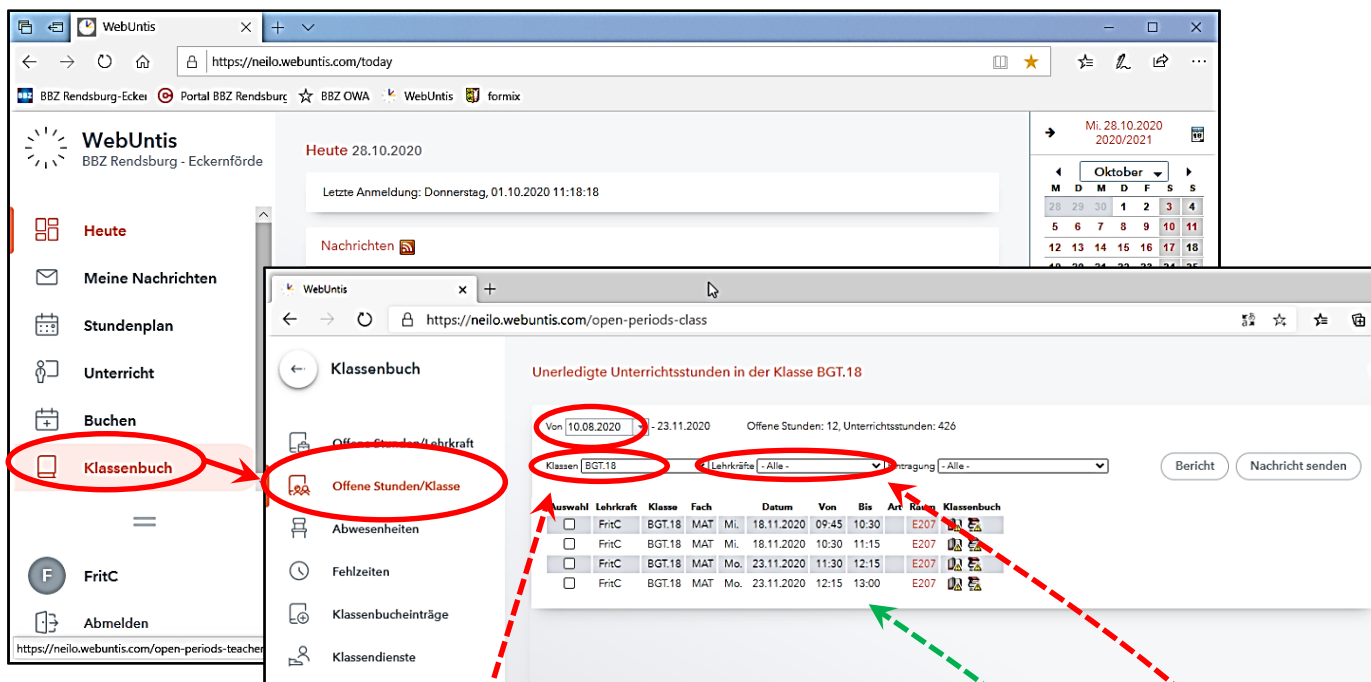 WebUntis
https://neilo.webuntis.com/today
BBZ Rendsburg-Ecker
Portal BBZ Rendsburg
BBZ OWA
WebUntis
formix
WebUntis
BBZ Rendsburg - Eckernförde
Heute
Meine Nachrichten
Stundenplan
Unterricht
Buchen
Klassenbuch
F FritC
Abmelden
https://neilo.webuntis.com/open-periods-teacher
Heute 28.10.2020
Letzte Anmeldung: Donnerstag, 01.10.2020 11:18:18
Nachrichten
Mi. 28.10.2020
2020/2021
Oktober
M D M D F S S
28 29 30 1 2 3 4
5 6 7 8 9 10 11
12 13 14 15 16 17 18
WebUntis
https://neilo.webuntis.com/open-periods-class
Klassenbuch
Offene Stunden/Lehrkraft
Offene Stunden/Klasse
Abwesenheiten
Fehlzeiten
Klassenbucheinträge
Klassendienste
Unerledigte Unterrichtsstunden in der Klasse BGT.18
Von 10.08.2020 - 23.11.2020 Offene Stunden: 12, Unterrichtsstunden: 426
Klassen BGT.18 Lehrkräfte - Alle - - Alle - Bericht Nachricht senden
Auswahl Lehrkraft Klasse Fach Datum Von Bis Art Raum Klassenbuch
FritC BGT.18 MAT Mi. 18.11.2020 09:45 10:30 E207
FritC BGT.18 MAT Mi. 18.11.2020 10:30 11:15 E207
FritC BGT.18 MAT Mo. 23.11.2020 11:30 12:15 E207
FritC BGT.18 MAT Mo. 23.11.2020 12:15 13:00 E207